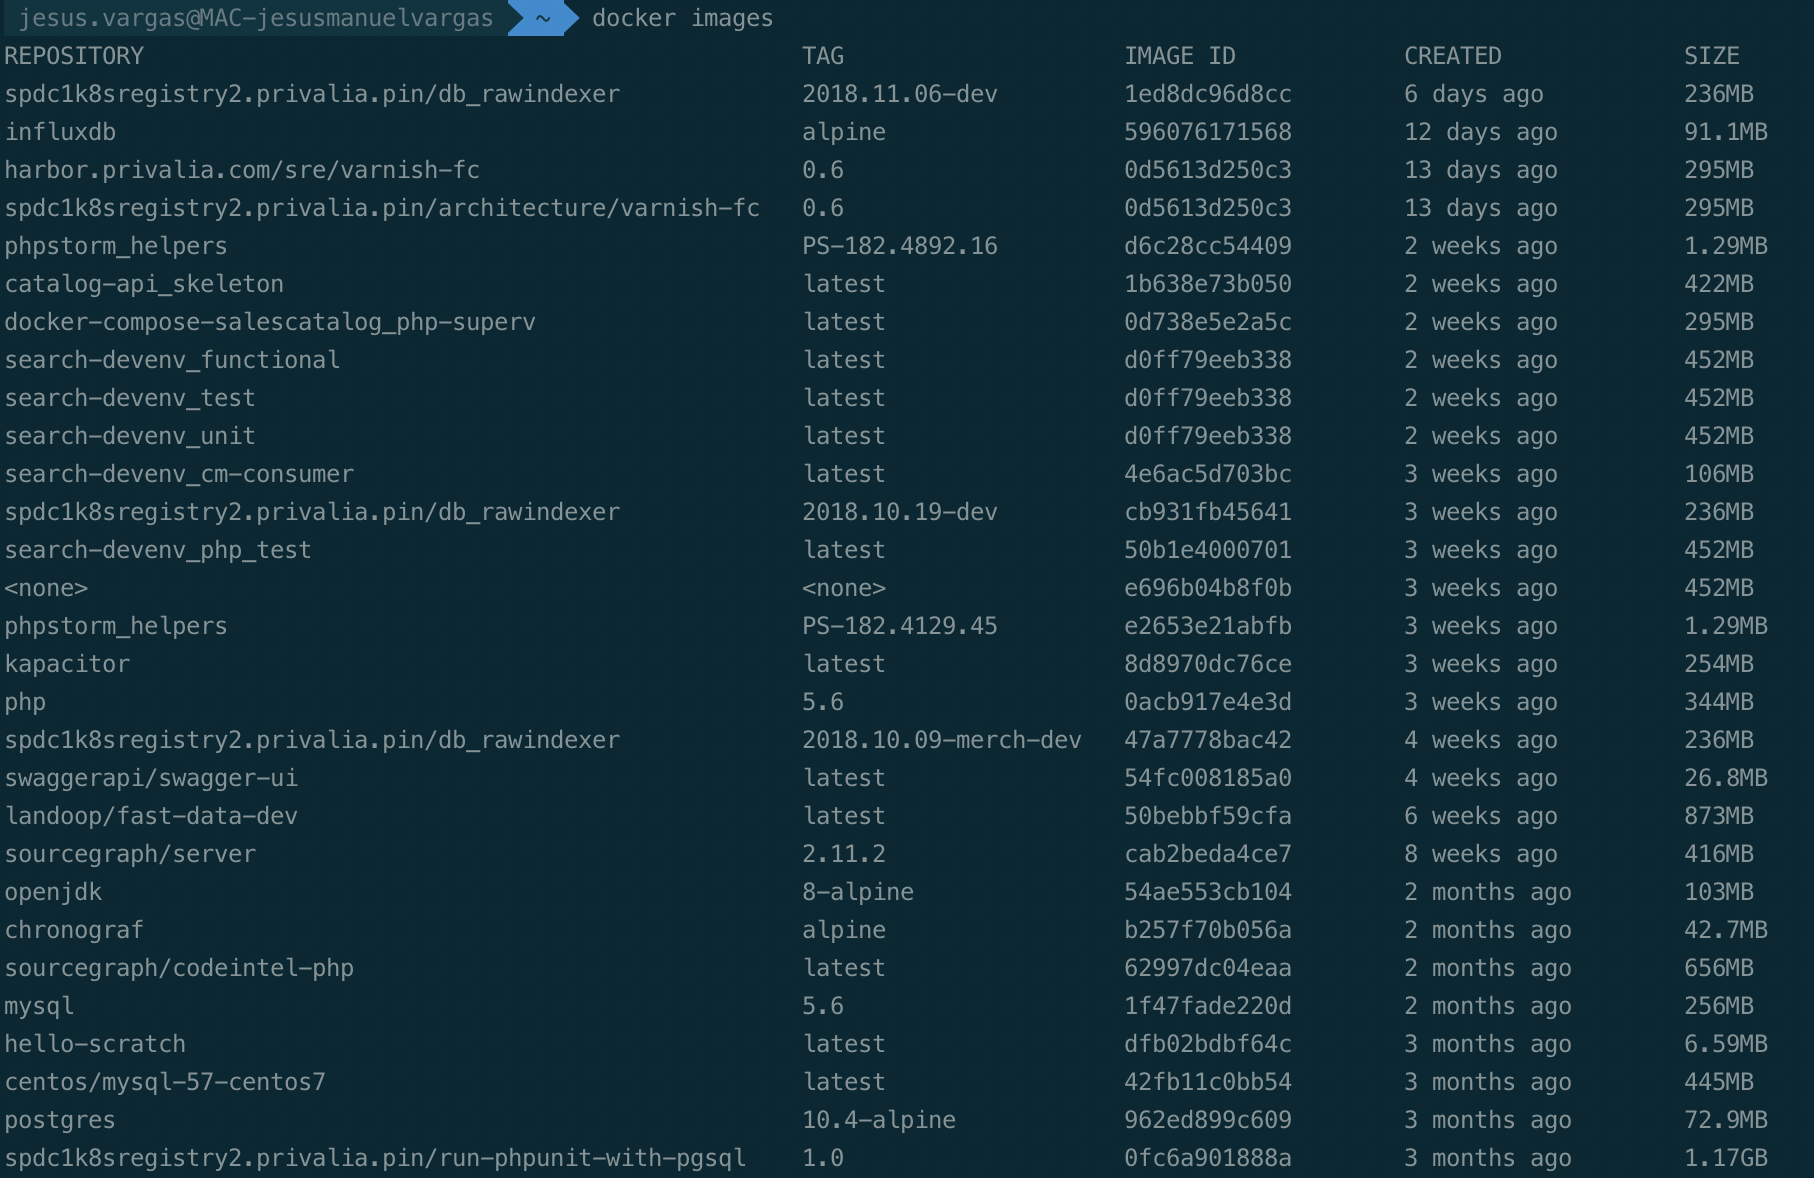 jesus.vargas@MAC-jesusmanuelvargas ~ docker images
REPOSITORY TAG IMAGE ID CREATED SIZE
spdc1k8sregistry2.privalia.pin/db_rawindexer 2018.11.06-dev 1ed8dc96d8cc 6 days ago 236MB
influxdb alpine 596076171568 12 days ago 91.1MB
harbor.privalia.com/sre/varnish-fc 0.6 0d5613d250c3 13 days ago 295MB
spdc1k8sregistry2.privalia.pin/architecture/varnish-fc 0.6 0d5613d250c3 13 days ago 295MB
phpstorm_helpers PS-182.4892.16 d6c28cc54409 2 weeks ago 1.29MB
catalog-api_skeleton latest 1b638e73b050 2 weeks ago 422MB
docker-compose-salescatalog_php-superv latest 0d738e5e2a5c 2 weeks ago 295MB
search-devenv_functional latest d0ff79eeb338 2 weeks ago 452MB
search-devenv_test latest d0ff79eeb338 2 weeks ago 452MB
search-devenv_unit latest d0ff79eeb338 2 weeks ago 452MB
search-devenv_cm-consumer latest 4e6ac5d703bc 3 weeks ago 106MB
spdc1k8sregistry2.privalia.pin/db_rawindexer 2018.10.19-dev cb931fb45641 3 weeks ago 236MB
search-devenv_php_test latest 50b1e4000701 3 weeks ago 452MB
<none> <none> e696b04b8f0b 3 weeks ago 452MB
phpstorm_helpers PS-182.4129.45 e2653e21abfb 3 weeks ago 1.29MB
kapacitor latest 8d8970dc76ce 3 weeks ago 254MB
php 5.6 0acb917e4e3d 3 weeks ago 344MB
spdc1k8sregistry2.privalia.pin/db_rawindexer 2018.10.09-merch-dev 47a7778bac42 4 weeks ago 236MB
swaggerapi/swagger-ui latest 54fc008185a0 4 weeks ago 26.8MB
landoop/fast-data-dev latest 50bebbf59cfa 6 weeks ago 873MB
sourcegraph/server 2.11.2 cab2beda4ce7 8 weeks ago 416MB
openjdk 8-alpine 54ae553cb104 2 months ago 103MB
chronograf alpine b257f70b056a 2 months ago 42.7MB
sourcegraph/codeintel-php latest 62997dc04eaa 2 months ago 656MB
mysql 5.6 1f47fade220d 2 months ago 256MB
hello-scratch latest dfb02bdbf64c 3 months ago 6.59MB
centos/mysql-57-centos7 latest 42fb11c0bb54 3 months ago 445MB
postgres 10.4-alpine 962ed899c609 3 months ago 72.9MB
spdc1k8sregistry2.privalia.pin/run-phpunit-with-pgsql 1.0 0fc6a901888a 3 months ago 1.17GB